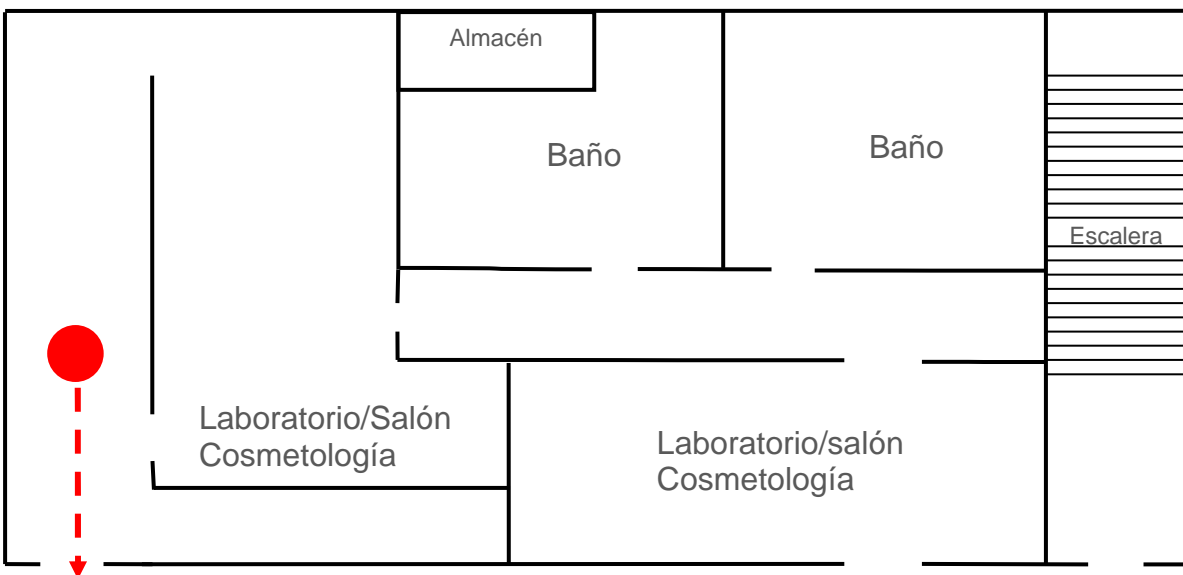 Almacén
Baño
Baño
Escalera
Laboratorio/Salón
Cosmetología
Laboratorio/salón
Cosmetología